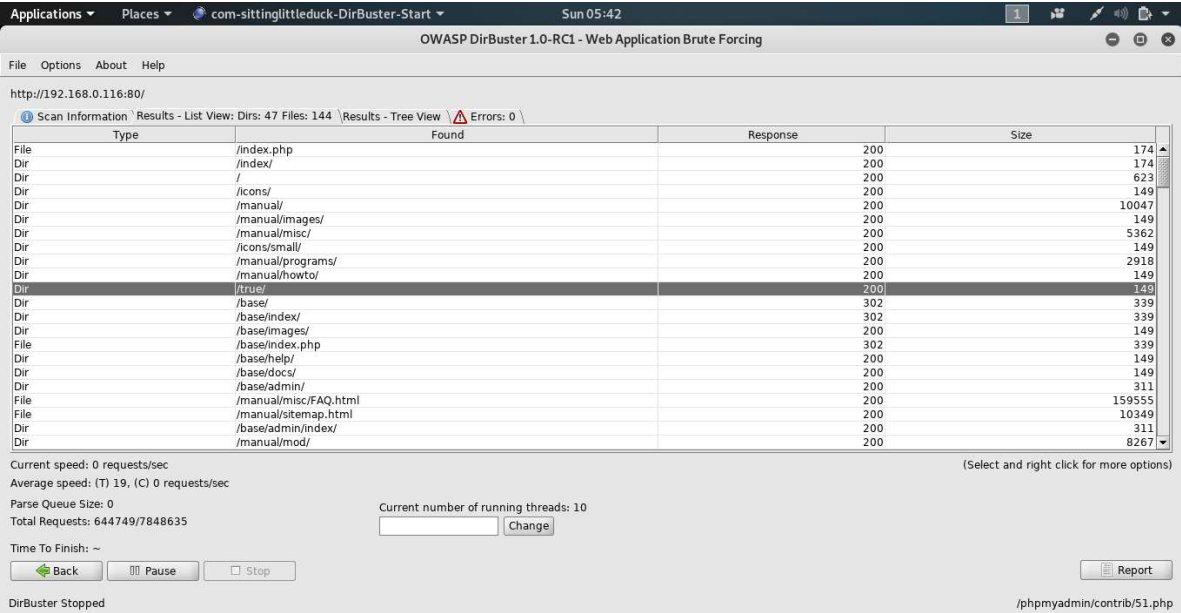 Applications Places com-sittinglittleduck-DirBuster-Start Sun 05:42 1
OWASP DirBuster 1.0-RC1 - Web Application Brute Forcing
File Options About Help
http://192.168.0.116:80/
Scan Information Results - List View: Dirs: 47 Files: 144 Results - Tree View Errors: 0
Type Found Response Size
File /index.php 200 174
Dir /index/ 200 174
Dir / 200 623
Dir /icons/ 200 149
Dir /manual/ 200 10047
Dir /manual/images/ 200 149
Dir /manual/misc/ 200 5362
Dir /icons/small/ 200 149
Dir /manual/programs/ 200 2918
Dir /manual/howto/ 200 149
Dir /true/ 200 149
Dir /base/ 302 339
Dir /base/index/ 302 339
Dir /base/images/ 200 149
File /base/index.php 302 339
Dir /base/help/ 200 149
Dir /base/docs/ 200 149
Dir /base/admin/ 200 311
File /manual/misc/FAQ.html 200 159555
File /manual/sitemap.html 200 10349
Dir /base/admin/index/ 200 311
Dir /manual/mod/ 200 8267
Current speed: 0 requests/sec (Select and right click for more options)
Average speed: (T) 19, (C) 0 requests/sec
Parse Queue Size: 0 Current number of running threads: 10
Total Requests: 644749/7848635 Change
Time To Finish: ~
Back Pause Stop Report
DirBuster Stopped /phpmyadmin/contrib/51.php